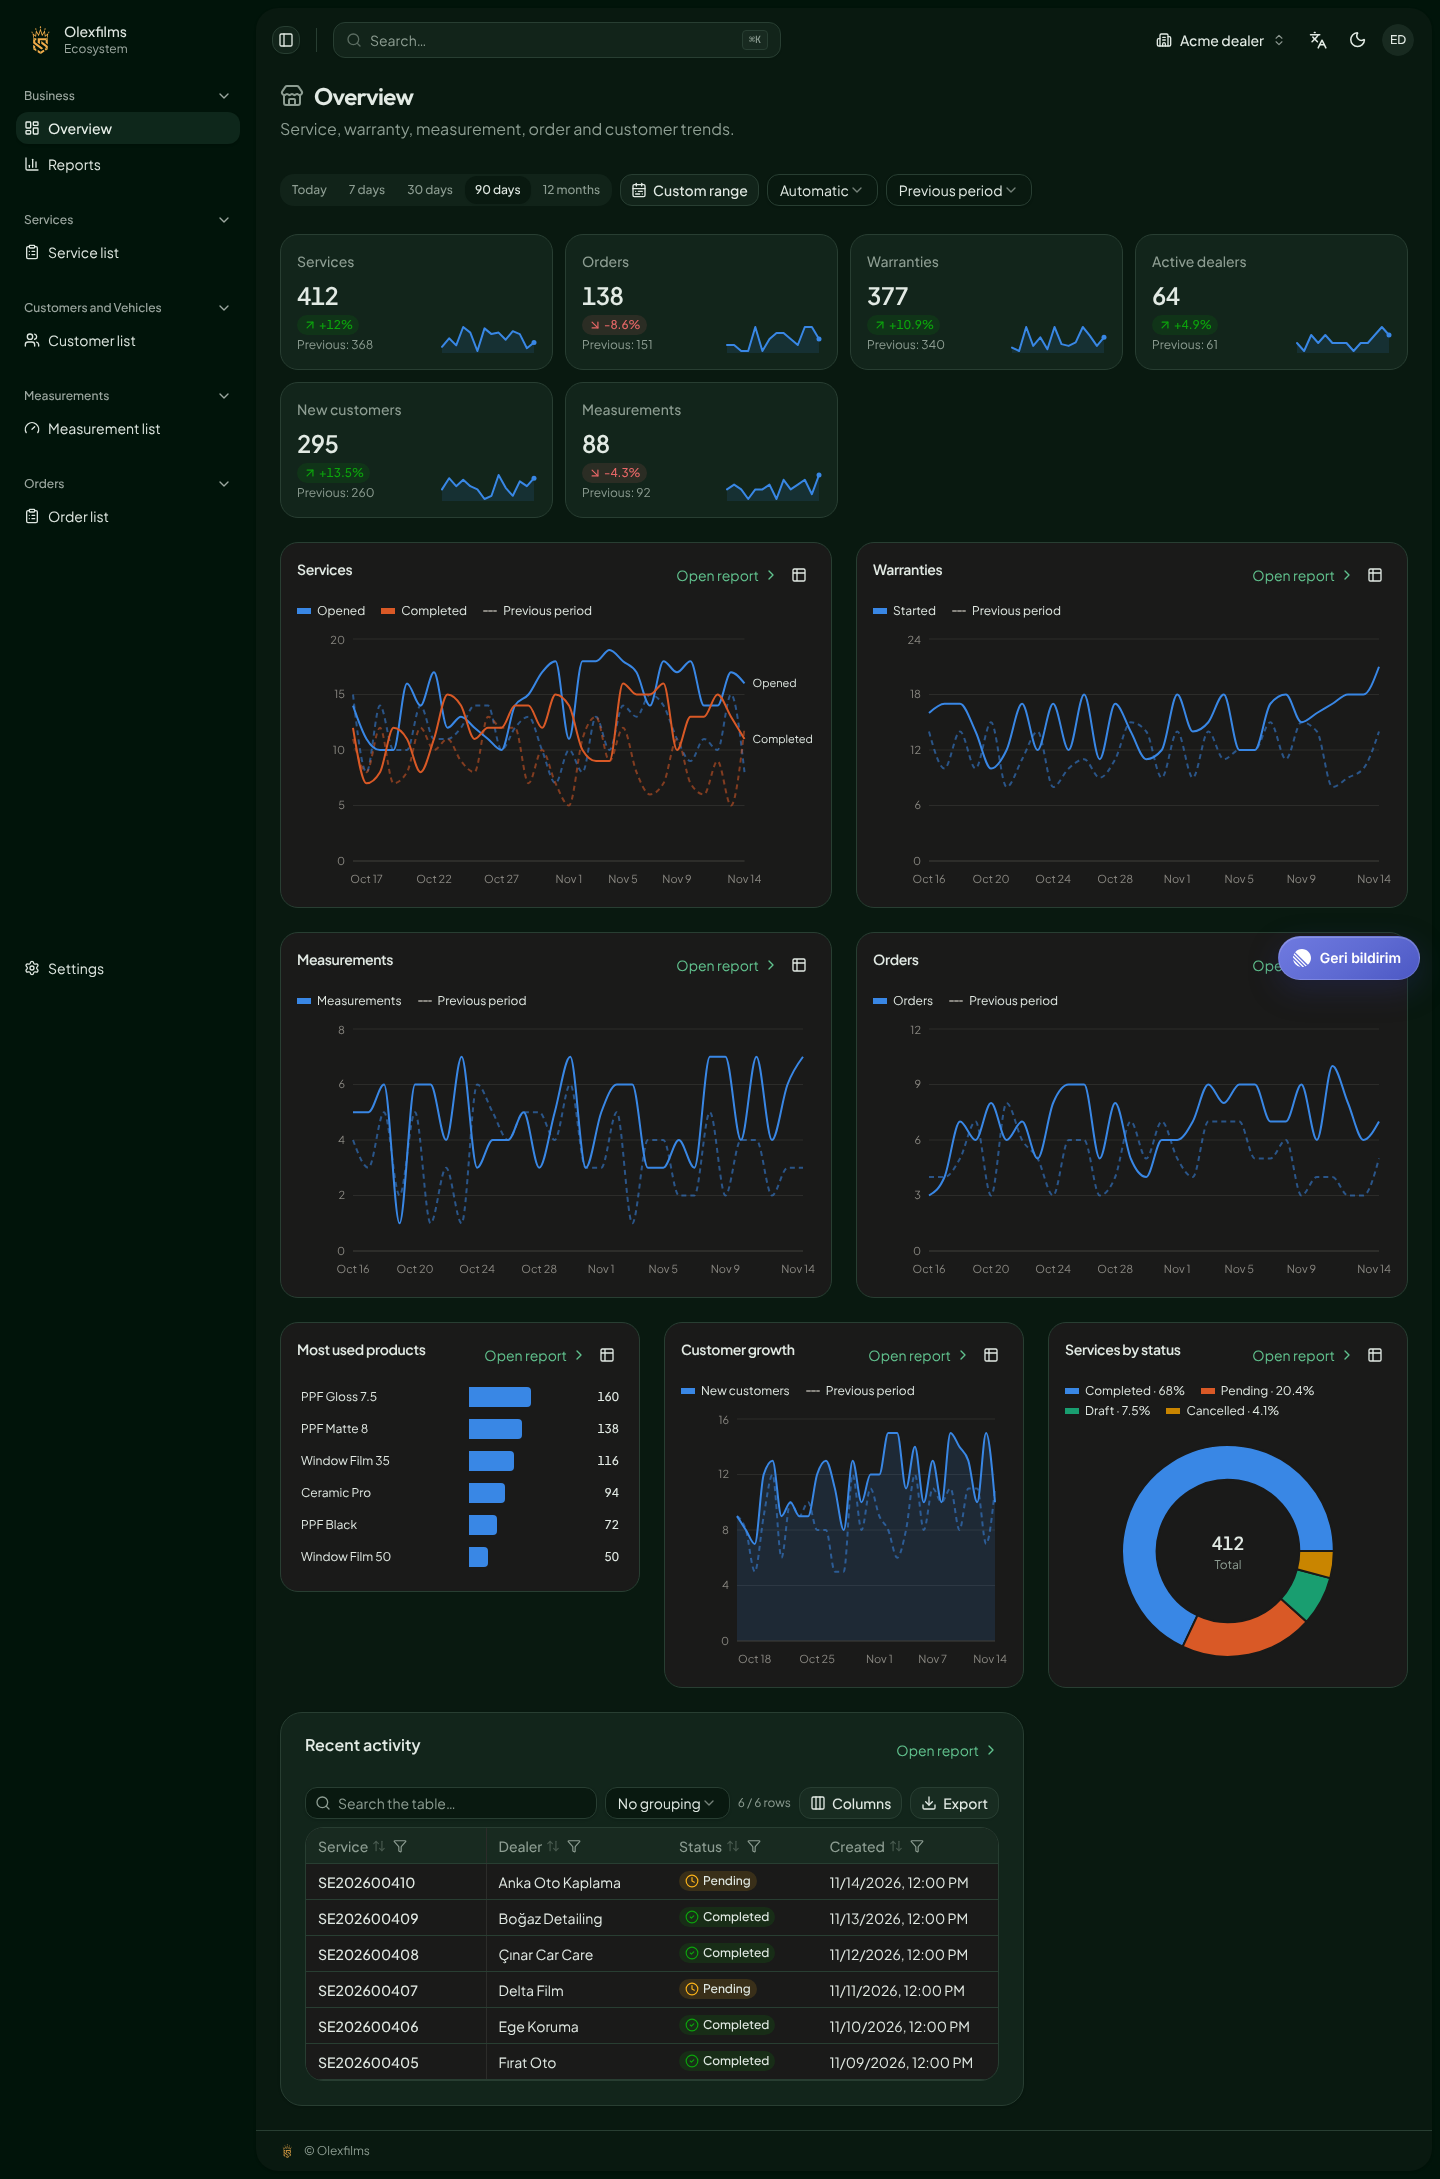 Olexfilms
Ecosystem
Business
Overview
Reports
Services
Service list
Customers and Vehicles
Customer list
Measurements
Measurement list
Orders
Order list
Settings
Search...
⌘K
Acme dealer
ED
Overview
Service, warranty, measurement, order and customer trends.
Today 7 days 30 days 90 days 12 months Custom range Automatic Previous period
Services
412
+12%
Previous: 368
Orders
138
-8.6%
Previous: 151
Warranties
377
+10.9%
Previous: 340
Active dealers
64
+4.9%
Previous: 61
New customers
295
+13.5%
Previous: 260
Measurements
88
-4.3%
Previous: 92
Services
Open report
Opened Completed Previous period
20
15
10
5
0
Opened
Completed
Oct 17 Oct 22 Oct 27 Nov 1 Nov 5 Nov 9 Nov 14
Warranties
Open report
Started Previous period
24
18
12
6
0
Oct 16 Oct 20 Oct 24 Oct 28 Nov 1 Nov 5 Nov 9 Nov 14
Measurements
Open report
Measurements Previous period
8
6
4
2
0
Oct 16 Oct 20 Oct 24 Oct 28 Nov 1 Nov 5 Nov 9 Nov 14
Orders
Ope
Geri bildirim
Orders Previous period
12
9
6
3
0
Oct 16 Oct 20 Oct 24 Oct 28 Nov 1 Nov 5 Nov 9 Nov 14
Most used products
Open report
PPF Gloss 7.5 160
PPF Matte 8 138
Window Film 35 116
Ceramic Pro 94
PPF Black 72
Window Film 50 50
Customer growth
Open report
New customers Previous period
16
12
8
4
0
Oct 18 Oct 25 Nov 1 Nov 7 Nov 14
Services by status
Open report
Completed · 68% Pending · 20.4%
Draft · 7.5% Cancelled · 4.1%
412
Total
Recent activity
Open report
Search the table... No grouping 6 / 6 rows Columns Export
Service Dealer Status Created
SE202600410 Anka Oto Kaplama Pending 11/14/2026, 12:00 PM
SE202600409 Boğaz Detailing Completed 11/13/2026, 12:00 PM
SE202600408 Çınar Car Care Completed 11/12/2026, 12:00 PM
SE202600407 Delta Film Pending 11/11/2026, 12:00 PM
SE202600406 Ege Koruma Completed 11/10/2026, 12:00 PM
SE202600405 Fırat Oto Completed 11/09/2026, 12:00 PM
© Olexfilms